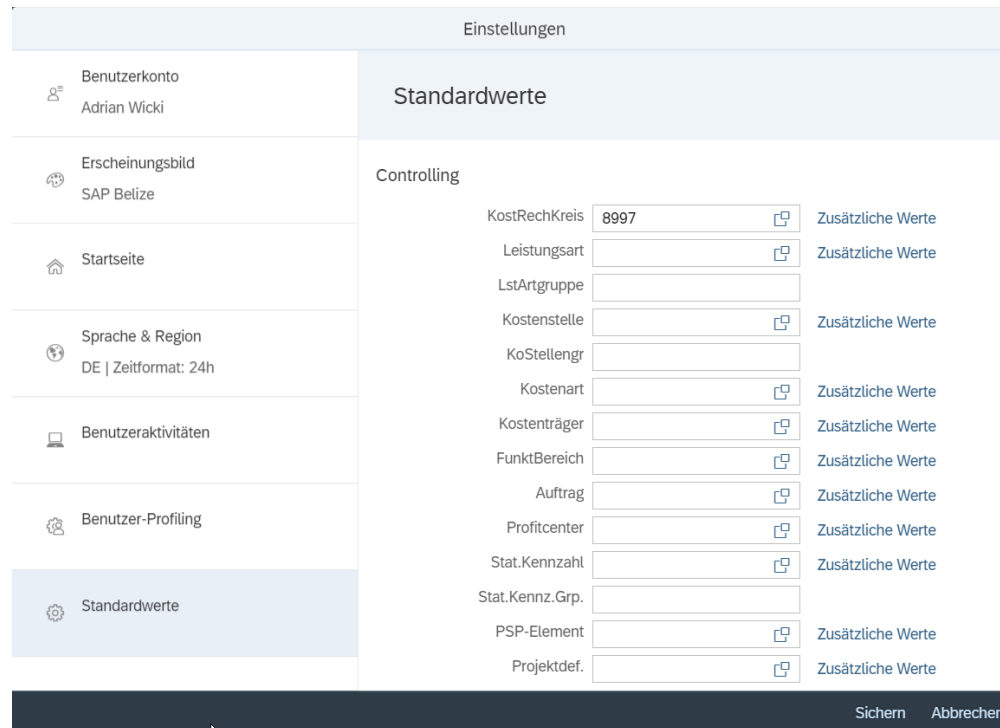 Einstellungen
Benutzerkonto
Adrian Wicki
Erscheinungsbild
SAP Belize
Startseite
Sprache & Region
DE | Zeitformat: 24h
Benutzeraktivitäten
Benutzer-Profiling
Standardwerte
Standardwerte
Controlling
KostRechKreis 8997 Zusätzliche Werte
Leistungsart Zusätzliche Werte
LstArtgruppe
Kostenstelle Zusätzliche Werte
KoStellengr
Kostenart Zusätzliche Werte
Kostenträger Zusätzliche Werte
FunktBereich Zusätzliche Werte
Auftrag Zusätzliche Werte
Profitcenter Zusätzliche Werte
Stat.Kennzahl Zusätzliche Werte
Stat.Kennz.Grp.
PSP-Element Zusätzliche Werte
Projektdef. Zusätzliche Werte
Sichern Abbrechen